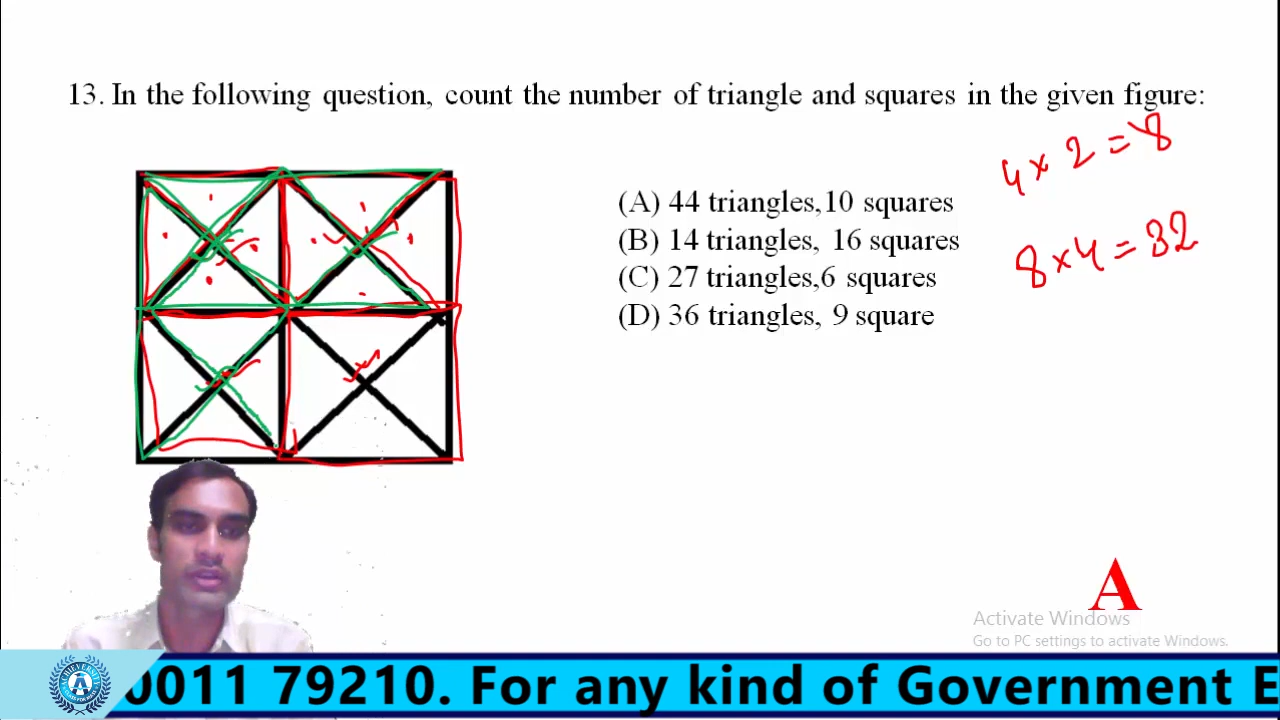 13. In the following question, count the number of triangle and squares in the given figure:
4 × 2 = 8
(A) 44 triangles,10 squares
(B) 14 triangles, 16 squares
8 × 4 = 32
(C) 27 triangles,6 squares
(D) 36 triangles, 9 square
A
Activate Windows
Go to PC settings to activate Windows.
0011 79210. For any kind of Government E